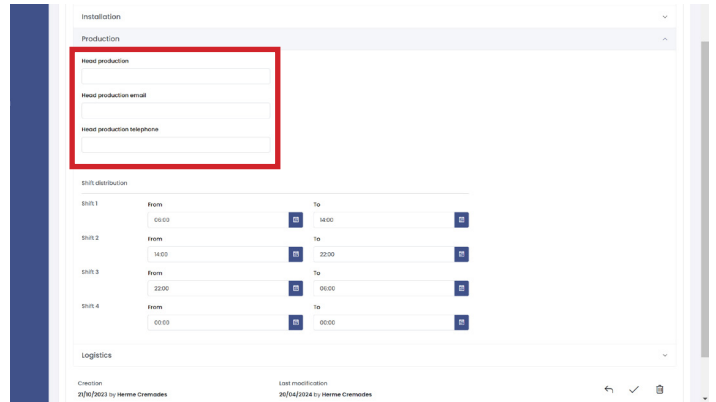 Installation
Production
Head production
Head production email
Head production telephone
Shift distribution
Shift 1 From To
06:00 14:00
Shift 2 From To
14:00 22:00
Shift 3 From To
22:00 06:00
Shift 4 From To
00:00 00:00
Logistics
Creation Last modification
21/10/2023 by Herme Cremades 20/04/2024 by Herme Cremades